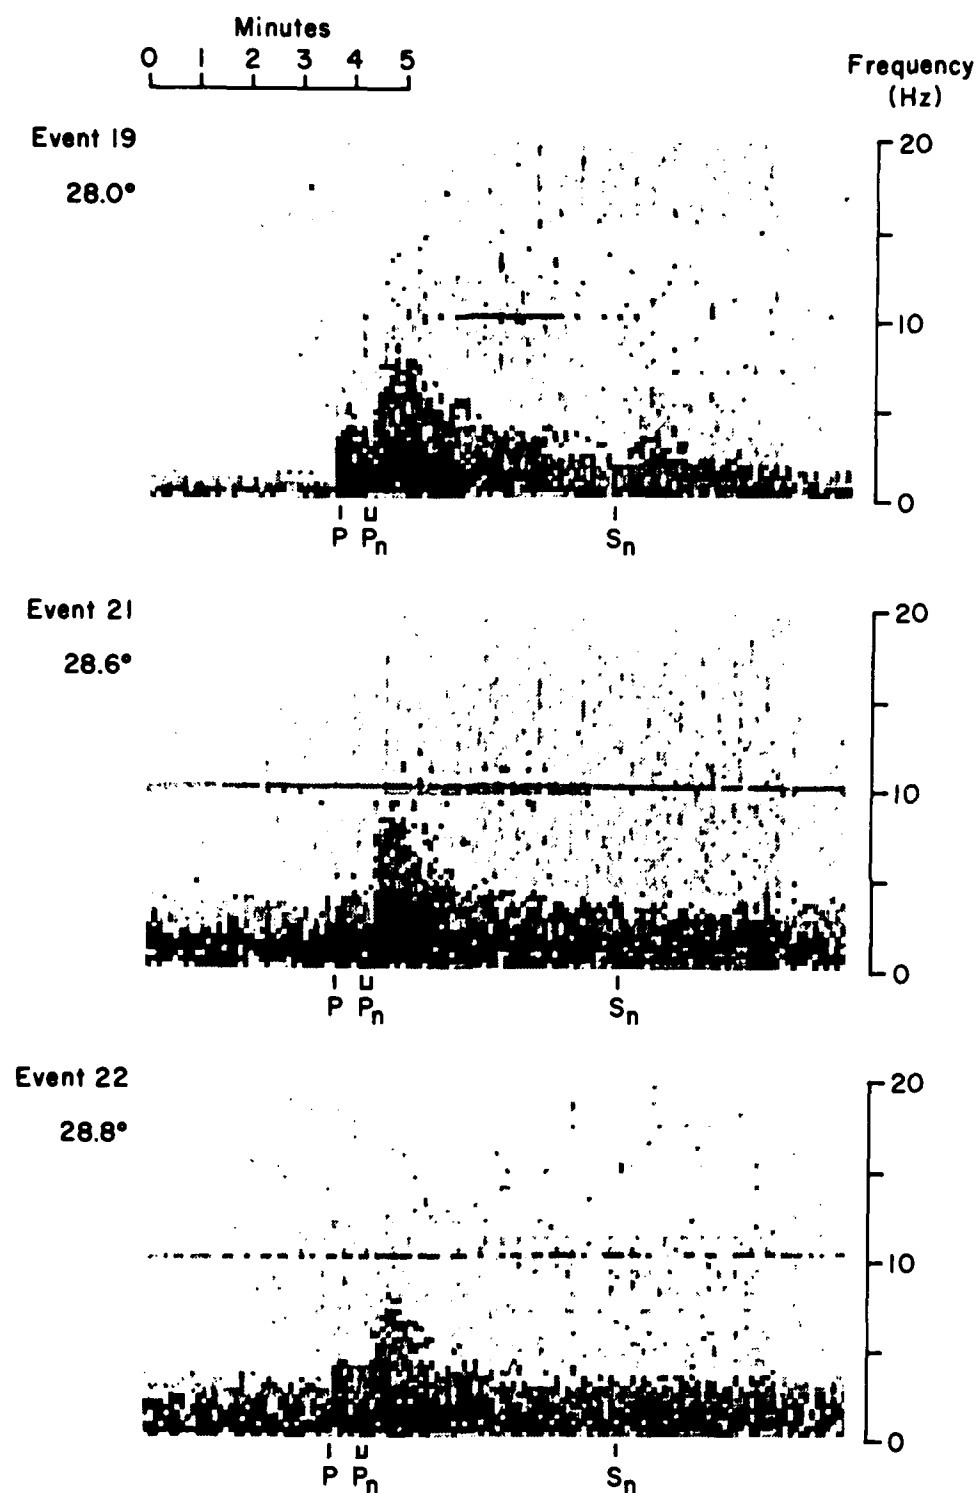 Minutes
0 1 2 3 4 5
Frequency
(Hz)
Event 19
28.0°
20
10
0
P Pn Sn
Event 21
28.6°
20
10
0
P Pn Sn
Event 22
28.8°
20
10
0
P Pn Sn